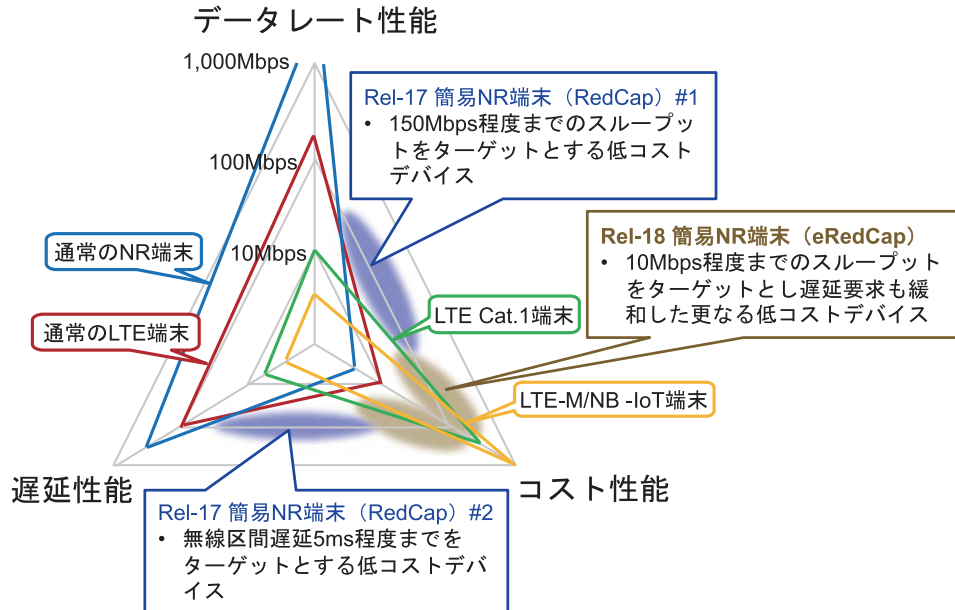 データレート性能
1,000Mbps
Rel-17 簡易NR端末（RedCap）#1
• 150Mbps程度までのスループッ
トをターゲットとする低コスト
デバイス
100Mbps
Rel-18 簡易NR端末（eRedCap）
• 10Mbps程度までのスループット
をターゲットとし遅延要求も緩
和した更なる低コストデバイス
通常のNR端末
10Mbps
LTE Cat.1端末
通常のLTE端末
LTE-M/NB -IoT端末
遅延性能
コスト性能
Rel-17 簡易NR端末（RedCap）#2
• 無線区間遅延5ms程度までを
ターゲットとする低コストデバ
イス